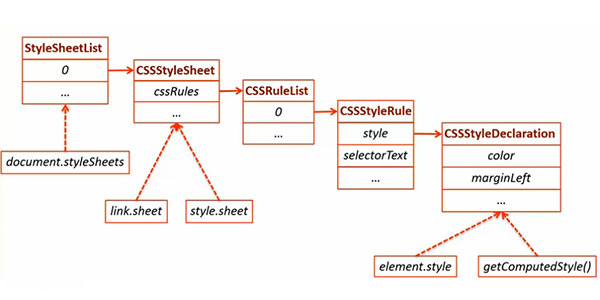 StyleSheetList
0
...
CSSStyleSheet
cssRules
...
CSSRuleList
0
...
CSSStyleRule
style
selectorText
...
CSSStyleDeclaration
color
marginLeft
...
document.styleSheets
link.sheet
style.sheet
element.style
getComputedStyle()